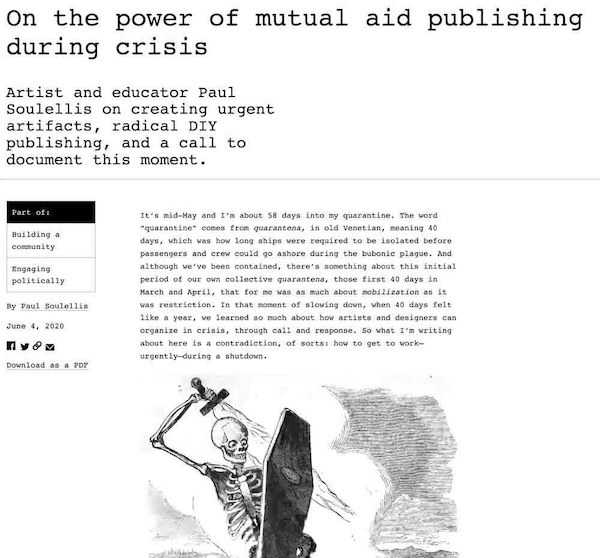 On the power of mutual aid publishing
during crisis
Artist and educator Paul
Soulellis on creating urgent
artifacts, radical DIY
publishing, and a call to
document this moment.
Part of:
Building a
community
Engaging
politically
By Paul Soulellis
June 4, 2020
Download as a PDF
It's mid-May and I'm about 58 days into my quarantine. The word
"quarantine" comes from quarantena, in old Venetian, meaning 40
days, which was how long ships were required to be isolated before
passengers and crew could go ashore during the bubonic plague. And
although we've been contained, there's something about this initial
period of our own collective quarantena, those first 40 days in
March and April, that for me was as much about mobilization as it
was restriction. In that moment of slowing down, when 40 days felt
like a year, we learned so much about how artists and designers can
organize in crisis, through call and response. So what I'm writing
about here is a contradiction, of sorts: how to get to work—
urgently—during a shutdown.